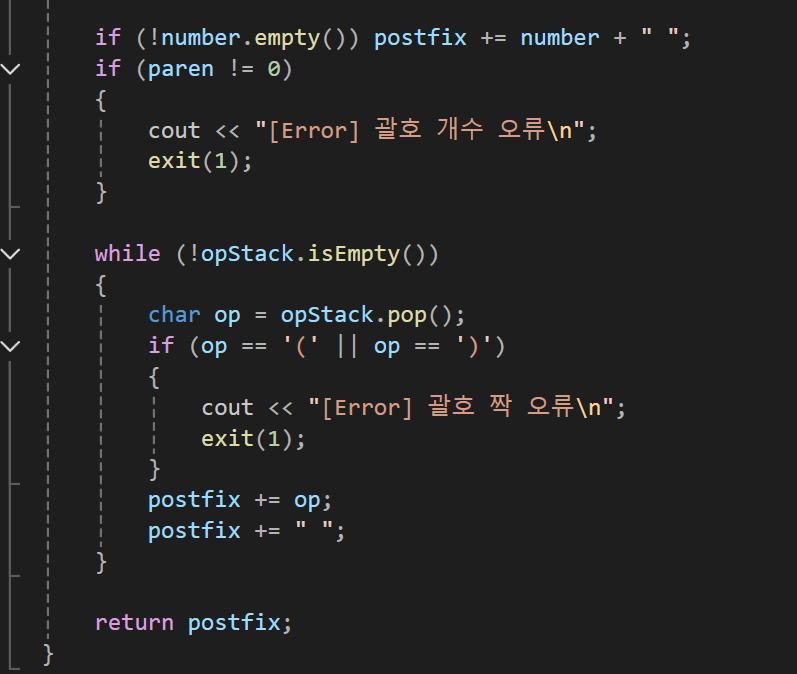 if (!number.empty()) postfix += number + " ";
if (paren != 0)
{
cout << "[Error] 괄호 개수 오류\n";
exit(1);
}
while (!opStack.isEmpty())
{
char op = opStack.pop();
if (op == '(' || op == ')')
{
cout << "[Error] 괄호 짝 오류\n";
exit(1);
}
postfix += op;
postfix += " ";
}
return postfix;
}